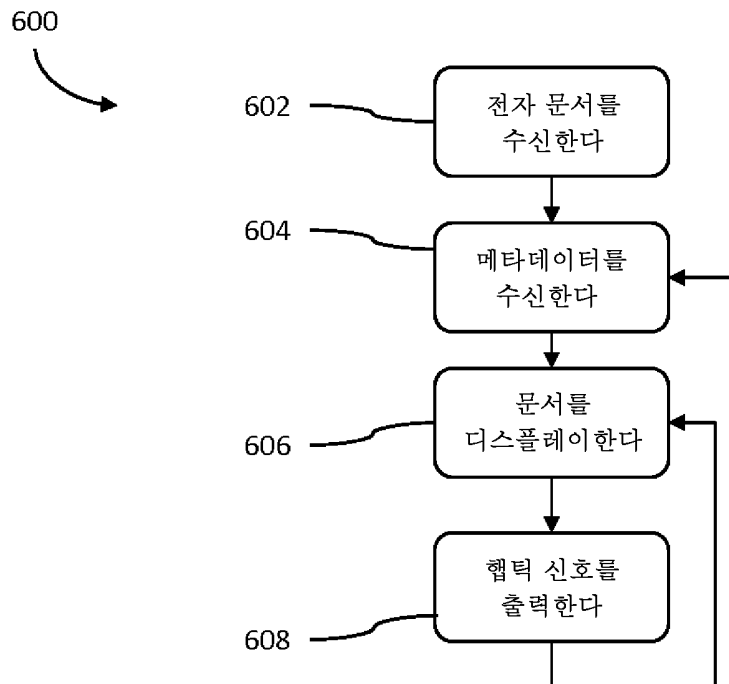 600
602
전자 문서를
수신한다
604
메타데이터를
수신한다
606
문서를
디스플레이한다
608
햅틱 신호를
출력한다